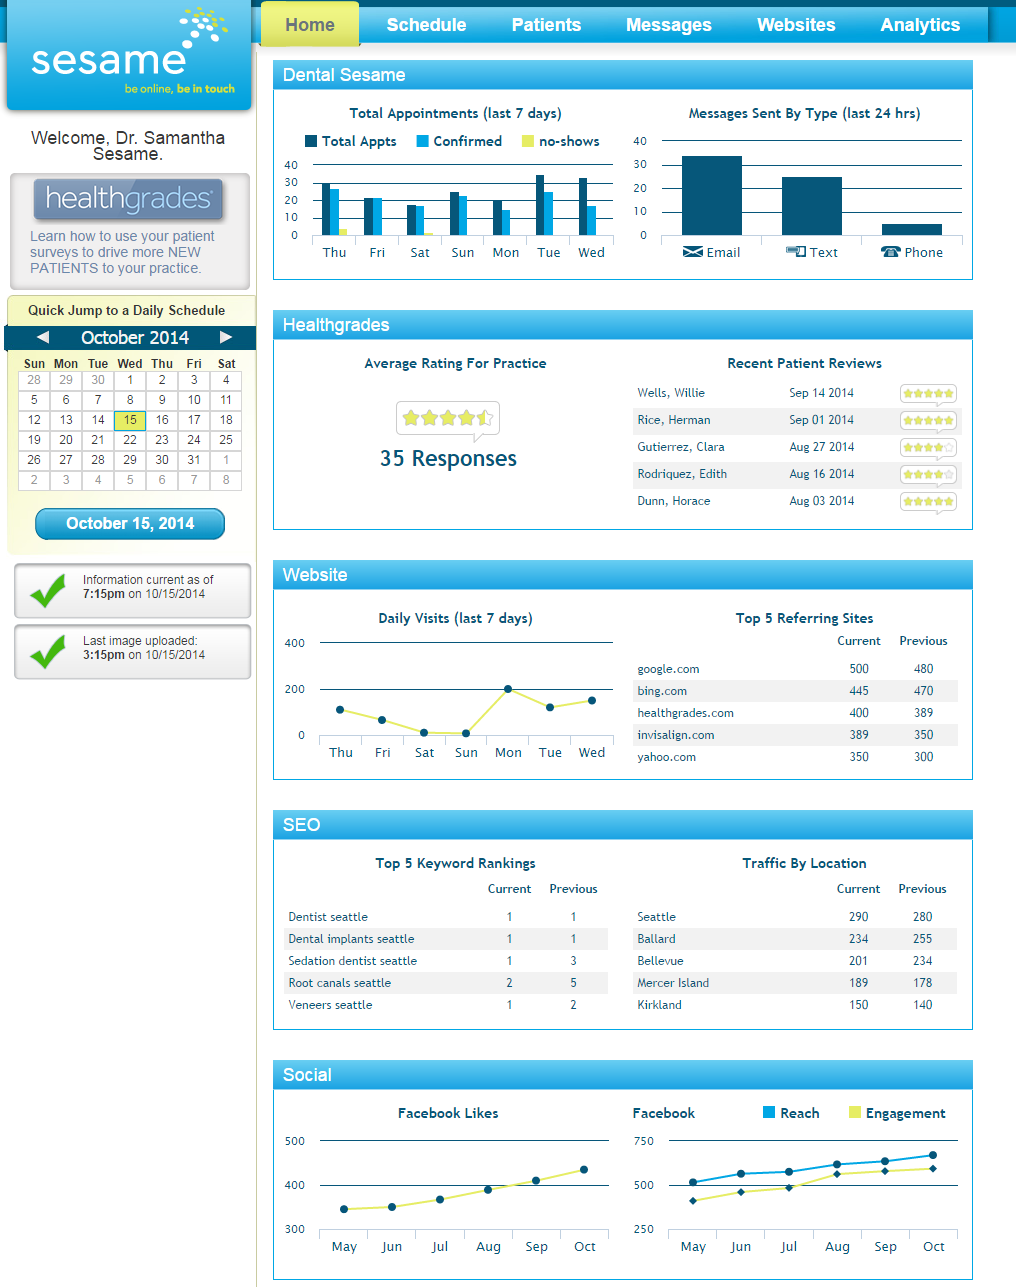 sesame
be online, be in touch
Home Schedule Patients Messages Websites Analytics
Welcome, Dr. Samantha
Sesame.
healthgrades
Learn how to use your patient
surveys to drive more NEW
PATIENTS to your practice.
Quick Jump to a Daily Schedule
October 2014
Sun Mon Tue Wed Thu Fri Sat
28 29 30 1 2 3 4
5 6 7 8 9 10 11
12 13 14 15 16 17 18
19 20 21 22 23 24 25
26 27 28 29 30 31 1
2 3 4 5 6 7 8
October 15, 2014
Information current as of
7:15pm on 10/15/2014
Last image uploaded:
3:15pm on 10/15/2014
Dental Sesame
Total Appointments (last 7 days)
Total Appts Confirmed no-shows
40
30
20
10
0
Thu Fri Sat Sun Mon Tue Wed
Messages Sent By Type (last 24 hrs)
40
30
20
10
0
Email Text Phone
Healthgrades
Average Rating For Practice
35 Responses
Recent Patient Reviews
Wells, Willie Sep 14 2014
Rice, Herman Sep 01 2014
Gutierrez, Clara Aug 27 2014
Rodriquez, Edith Aug 16 2014
Dunn, Horace Aug 03 2014
Website
Daily Visits (last 7 days)
400
200
0
Thu Fri Sat Sun Mon Tue Wed
Top 5 Referring Sites
Current Previous
google.com 500 480
bing.com 445 470
healthgrades.com 400 389
invisalign.com 389 350
yahoo.com 350 300
SEO
Top 5 Keyword Rankings
Current Previous
Dentist seattle 1 1
Dental implants seattle 1 1
Sedation dentist seattle 1 3
Root canals seattle 2 5
Veneers seattle 1 2
Traffic By Location
Current Previous
Seattle 290 280
Ballard 234 255
Bellevue 201 234
Mercer Island 189 178
Kirkland 150 140
Social
Facebook Likes
500
400
300
May Jun Jul Aug Sep Oct
Facebook Reach Engagement
750
500
250
May Jun Jul Aug Sep Oct